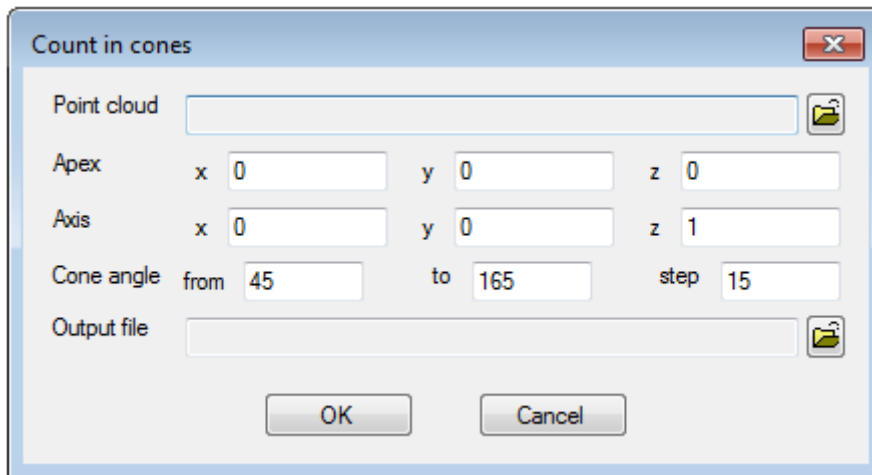 Count in cones
Point cloud
Apex x 0 y 0 z 0
Axis x 0 y 0 z 1
Cone angle from 45 to 165 step 15
Output file
OK Cancel